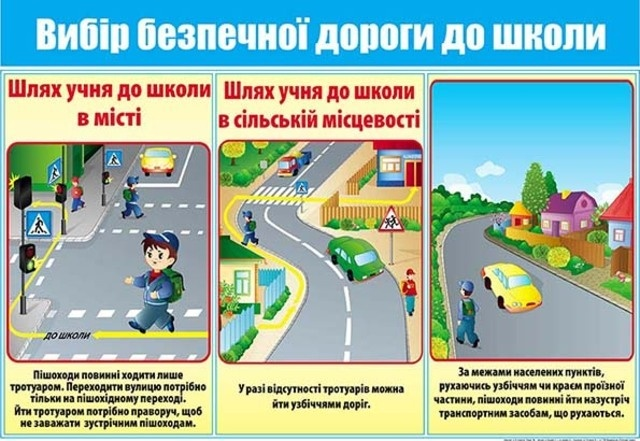 Вибір безпечної дороги до школи
Шлях учня до школи
в місті
ДО ШКОЛИ
Пішоходи повинні ходити лише
тротуаром. Переходити вулицю потрібно
тільки на пішохідному переході.
Йти тротуаром потрібно праворуч, щоб
не заважати зустрічним пішоходам.
Шлях учня до школи
в сільській місцевості
У разі відсутності тротуарів можна
йти узбіччями доріг.
За межами населених пунктів,
рухаючись узбіччям чи краєм проїзної
частини, пішоходи повинні йти назустріч
транспортним засобам, що рухаються.